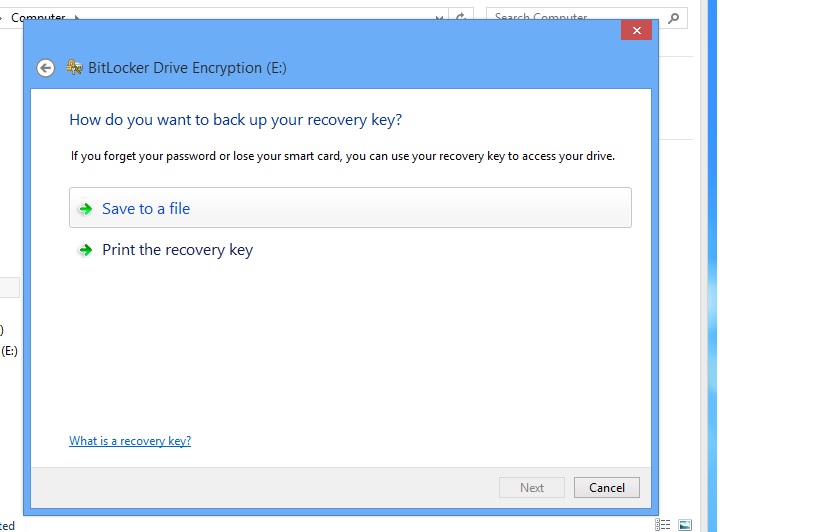 Computer
Search Computer
BitLocker Drive Encryption (E:)
How do you want to back up your recovery key?
If you forget your password or lose your smart card, you can use your recovery key to access your drive.
Save to a file
Print the recovery key
)
(E:)
What is a recovery key?
Next
Cancel
ted